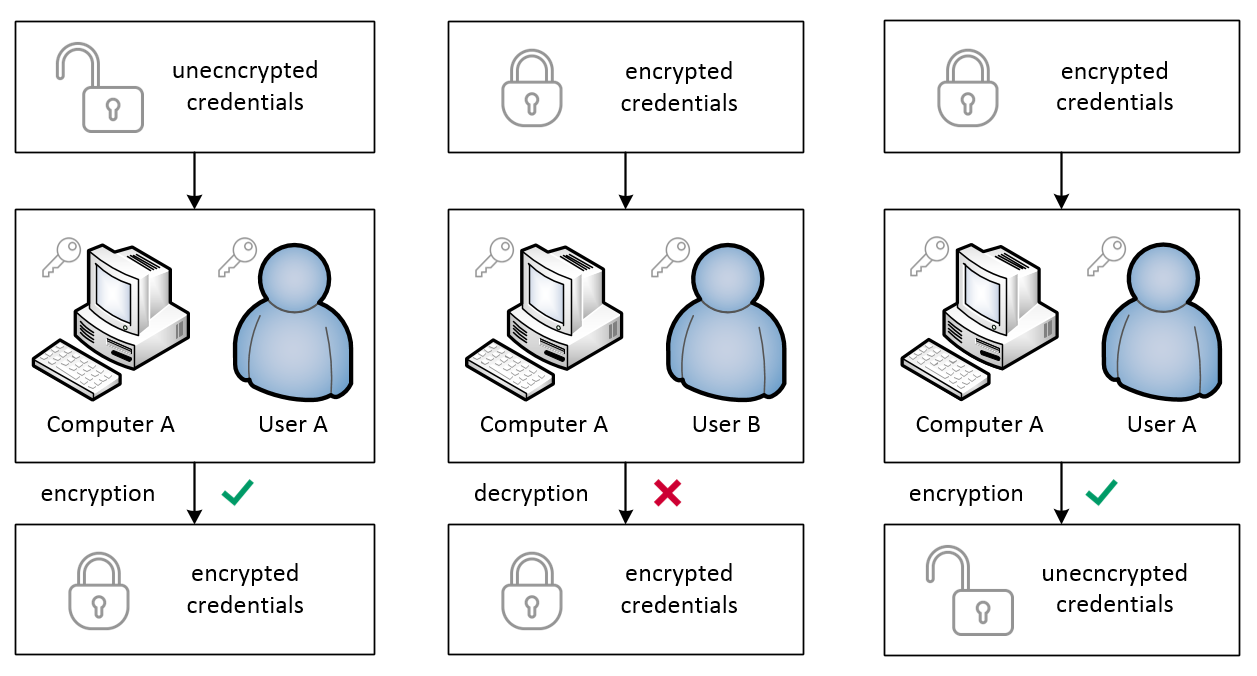 unecncrypted
credentials
encrypted
credentials
encrypted
credentials
Computer A
User A
Computer A
User B
Computer A
User A
encryption
decryption
encryption
encrypted
credentials
encrypted
credentials
unecncrypted
credentials